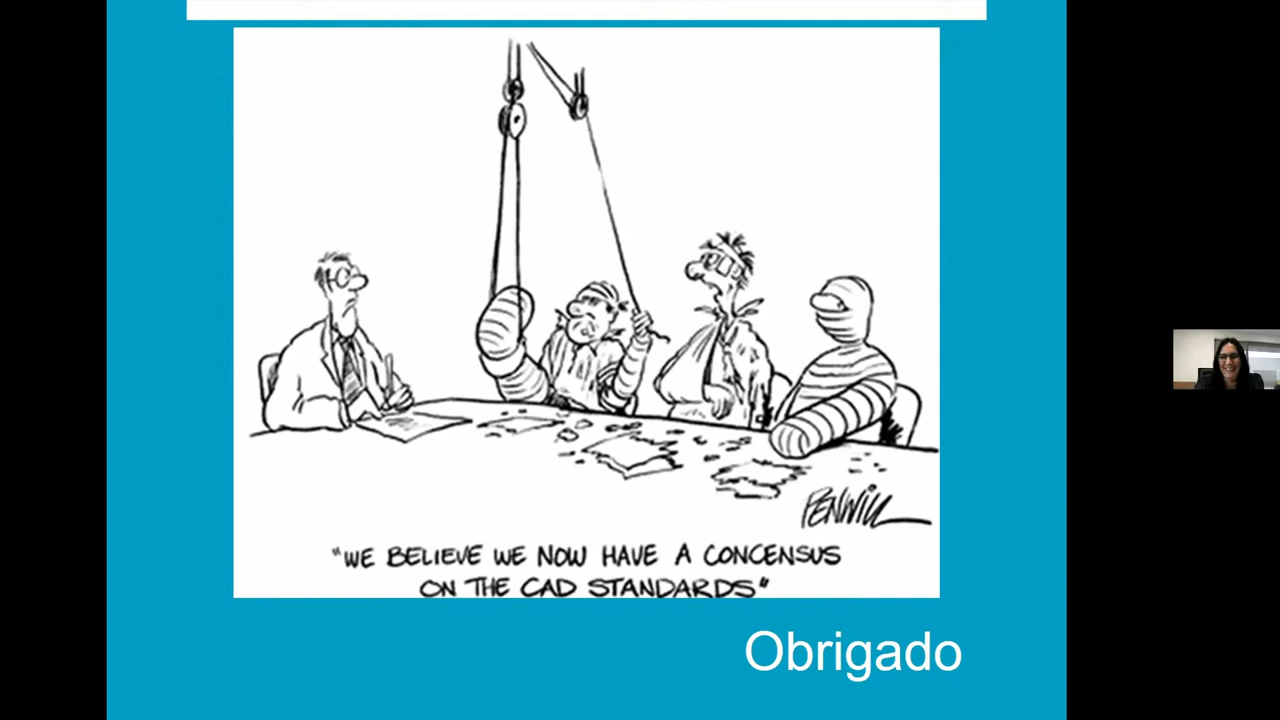 PENWILL
"WE BELIEVE WE NOW HAVE A CONCENSUS
ON THE CAD STANDARDS"
Obrigado